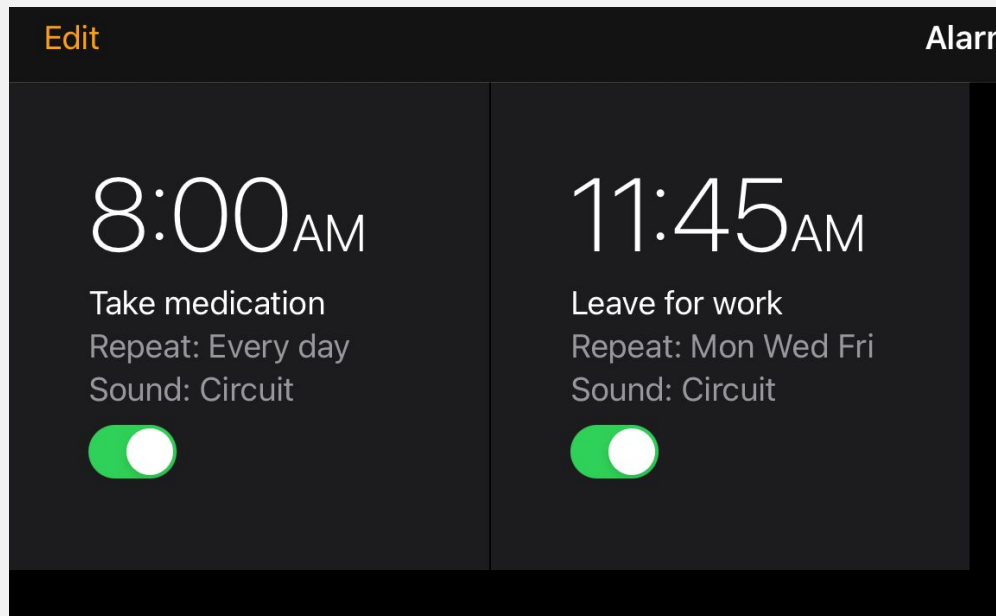 Edit
Alarm
8:00AM
Take medication
Repeat: Every day
Sound: Circuit
11:45AM
Leave for work
Repeat: Mon Wed Fri
Sound: Circuit